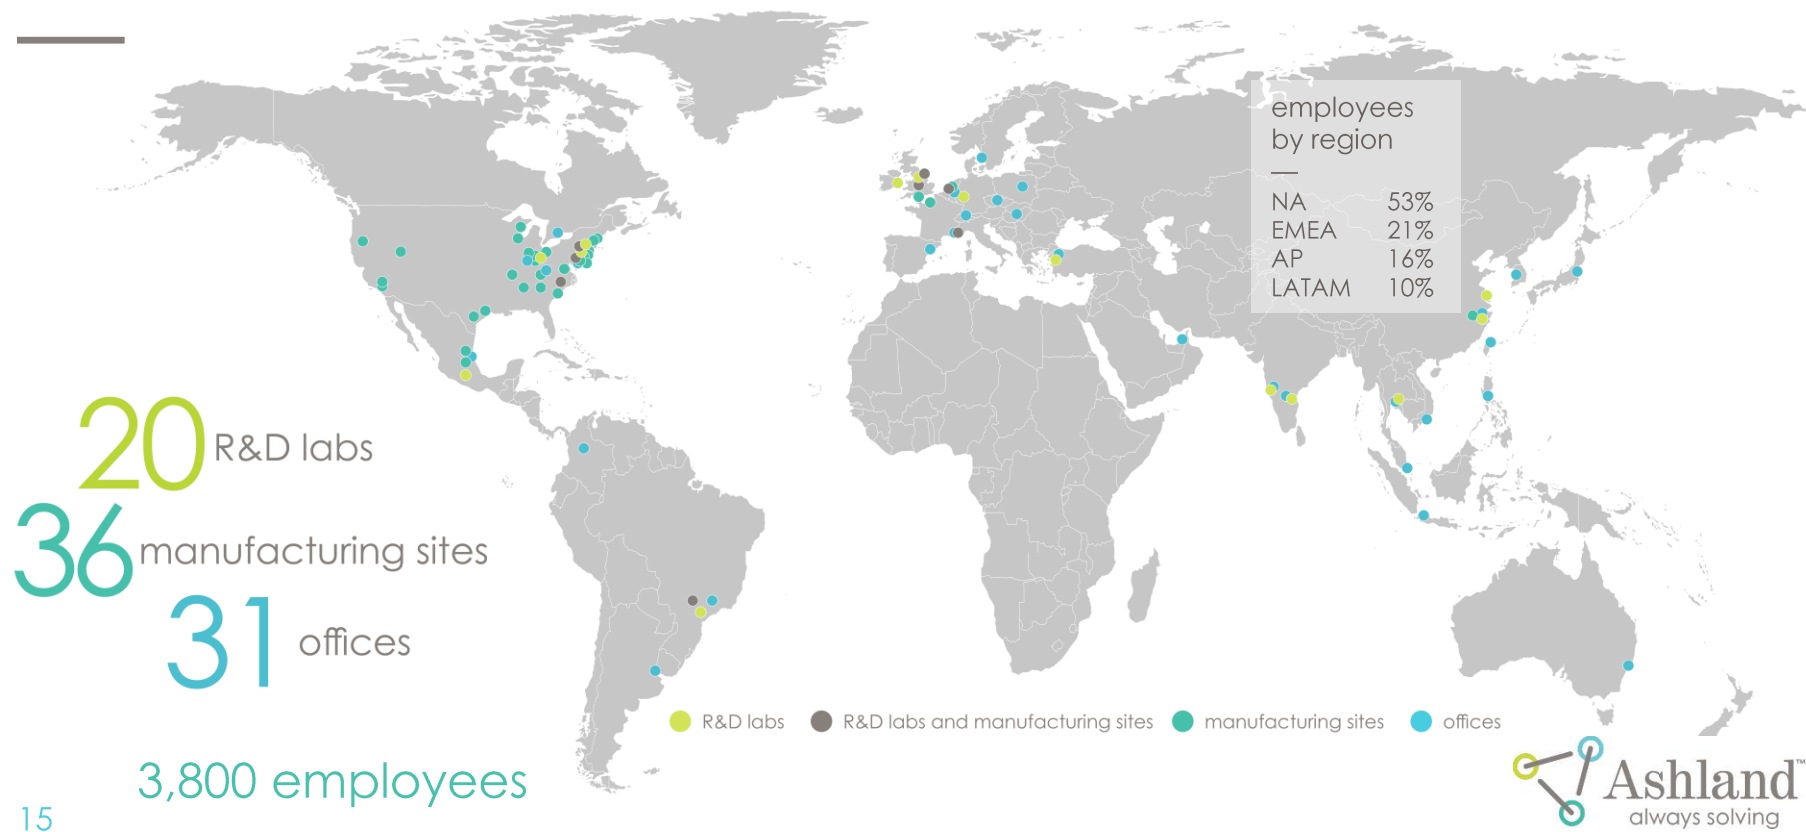 employees
by region
NA 53%
EMEA 21%
AP 16%
LATAM 10%
20 R&D labs
36 manufacturing sites
31 offices
3,800 employees
R&D labs
R&D labs and manufacturing sites
manufacturing sites
offices
Ashland™
always solving
15